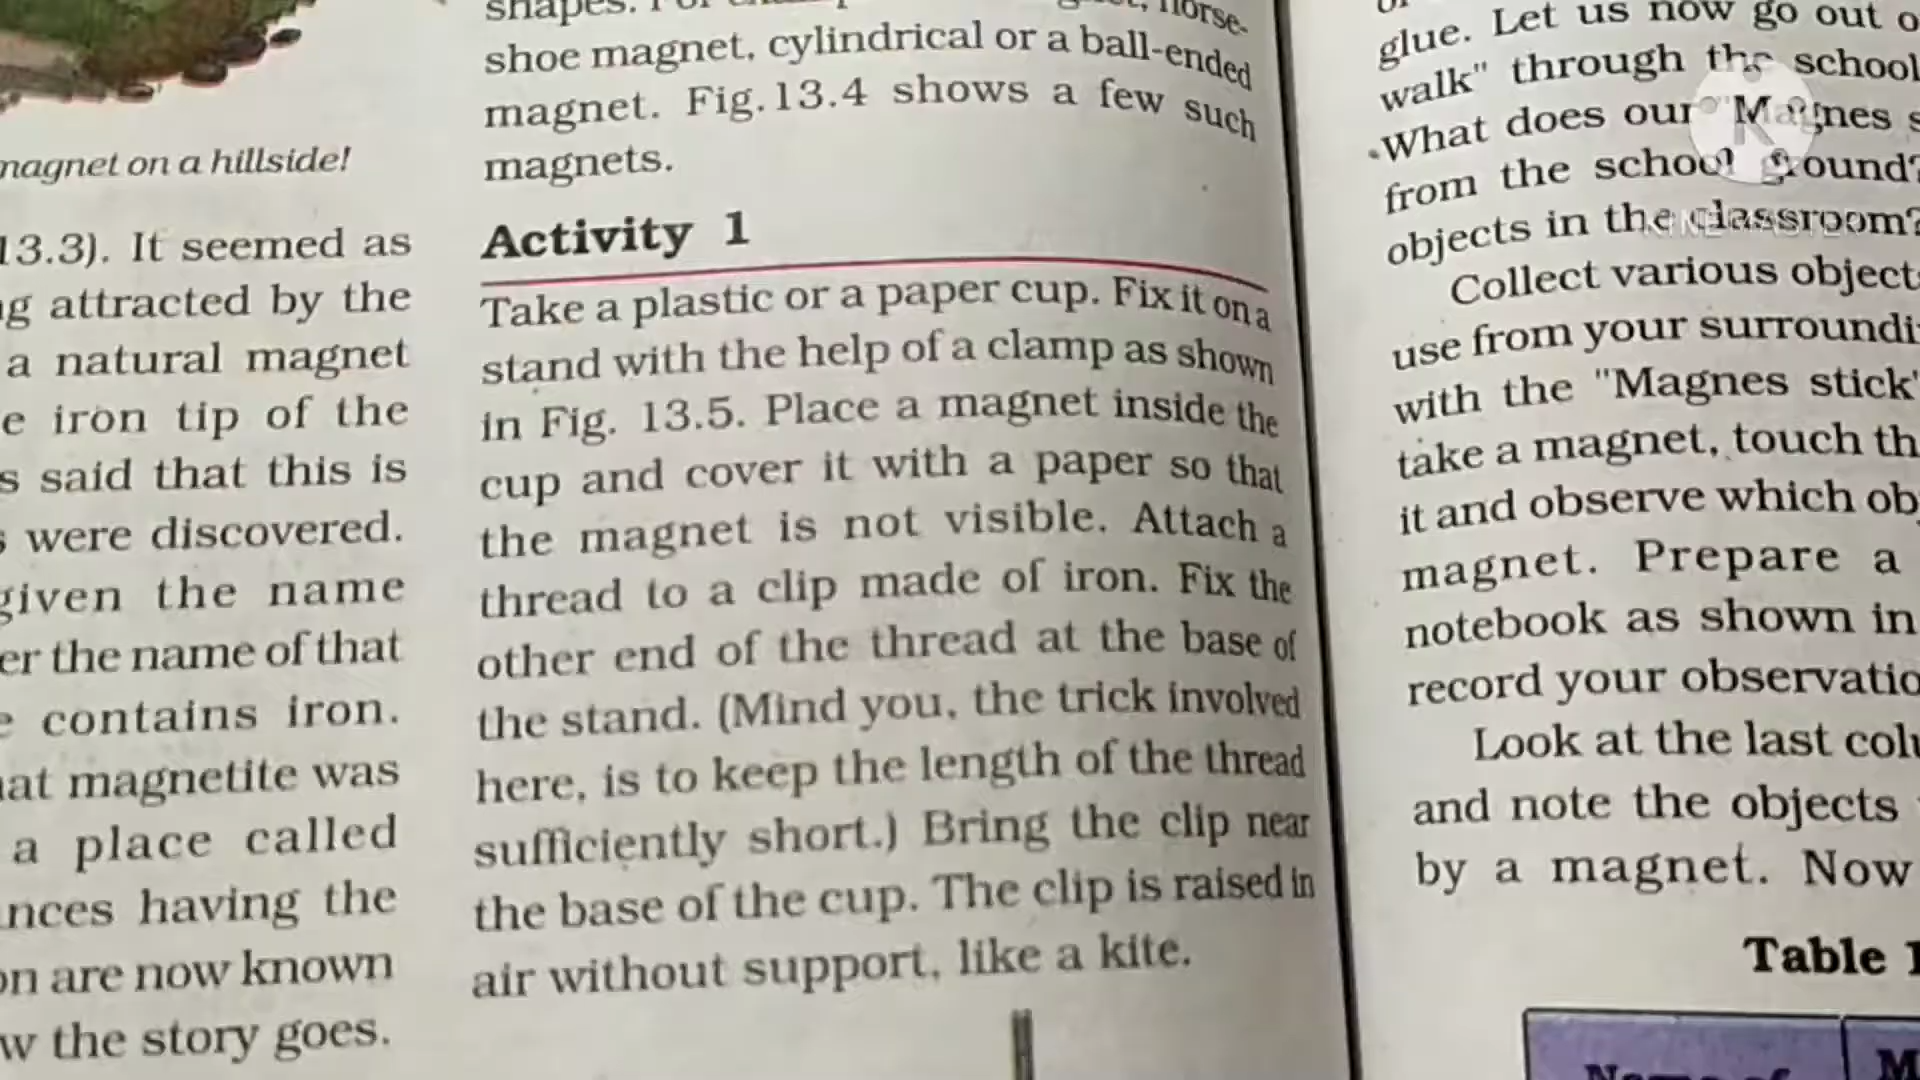 magnet on a hillside!
13.3). It seemed as
attracted by the
a natural magnet
iron tip of the
said that this is
were discovered.
given the name
the name of that
contains iron.
magnetite was
a place called
having the
are now known
the story goes.
shapes.
shoe magnet, cylindrical or a ball-ended
magnet. Fig.13.4 shows a few such
magnets.
Activity 1
Take a plastic or a paper cup. Fix it on a
stand with the help of a clamp as shown
in Fig. 13.5. Place a magnet inside the
cup and cover it with a paper so that
the magnet is not visible. Attach a
thread to a clip made of iron. Fix the
other end of the thread at the base of
the stand. (Mind you, the trick involved
here, is to keep the length of the thread
sufficiently short.) Bring the clip near
the base of the cup. The clip is raised in
air without support, like a kite.
glue. Let us now go out
walk" through the school
What does our "Magnes
from the school ground?
objects in the classroom?
Collect various
use from your
with the "Magnes stick"
take a magnet, touch
it and observe which
magnet. Prepare a
notebook as shown in
record your
Look at the last
and note the objects
by a magnet. Now
Table